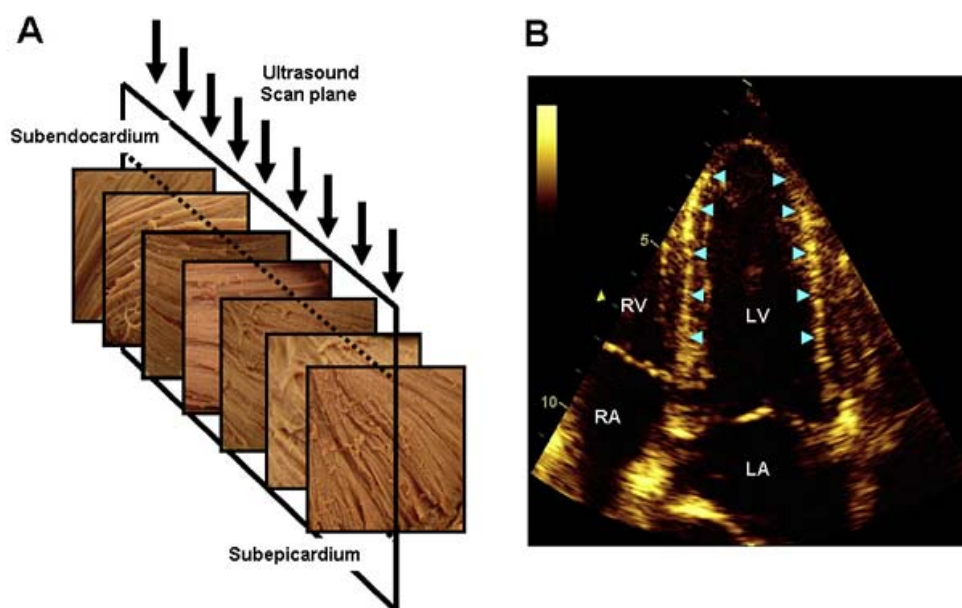 A
Ultrasound
Scan plane
Subendocardium
Subepicardium
B
5
RV
LV
10
RA
LA